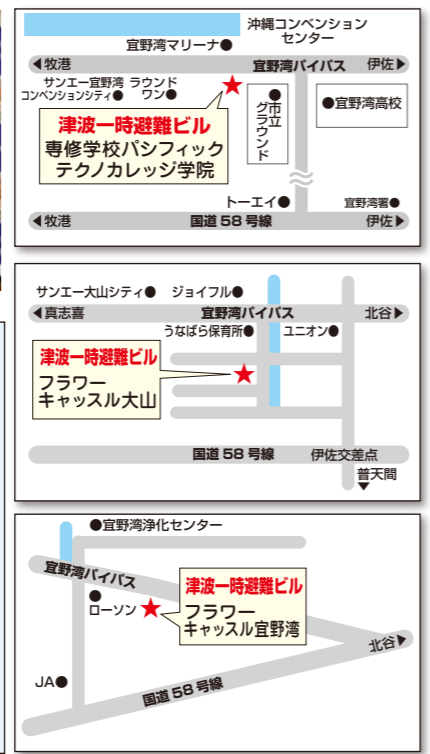 沖縄コンベンション
センター
宜野湾マリーナ●
◀牧港
宜野湾バイパス
伊佐▶
サンエー宜野湾
コンベンションシティ●
ラウンド
ワン●
●市立グラウンド
●宜野湾高校
津波一時避難ビル
専修学校パシフィック
テクノカレッジ学院
トーエイ●
宜野湾署●
◀牧港
国道58号線
伊佐▶
サンエー大山シティ●
ジョイフル●
◀真志喜
宜野湾バイパス
北谷▶
うなばら保育所●
ユニオン●
津波一時避難ビル
フラワー
キャッスル大山
国道58号線
伊佐交差点
普天間
▼
●宜野湾浄化センター
宜野湾バイパス
●
ローソン
津波一時避難ビル
フラワー
キャッスル宜野湾
北谷▶
JA●
国道58号線